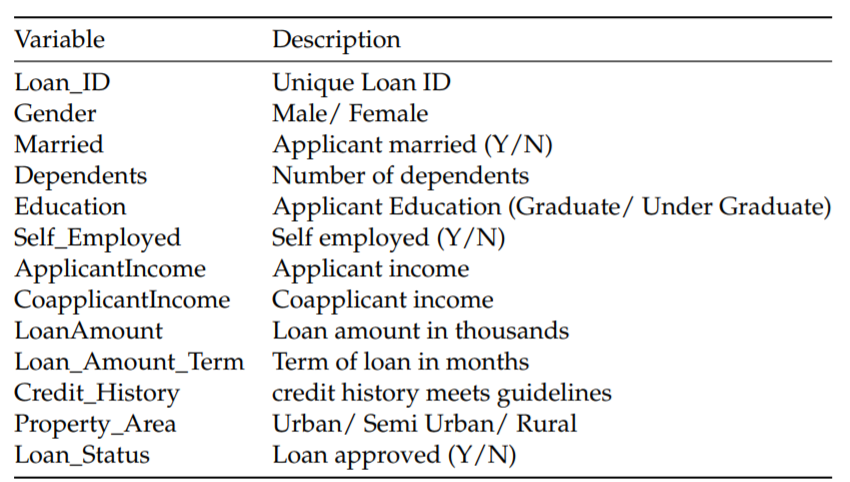 Variable Description
Loan_ID Unique Loan ID
Gender Male/ Female
Married Applicant married (Y/N)
Dependents Number of dependents
Education Applicant Education (Graduate/ Under Graduate)
Self_Employed Self employed (Y/N)
ApplicantIncome Applicant income
CoapplicantIncome Coapplicant income
LoanAmount Loan amount in thousands
Loan_Amount_Term Term of loan in months
Credit_History credit history meets guidelines
Property_Area Urban/ Semi Urban/ Rural
Loan_Status Loan approved (Y/N)